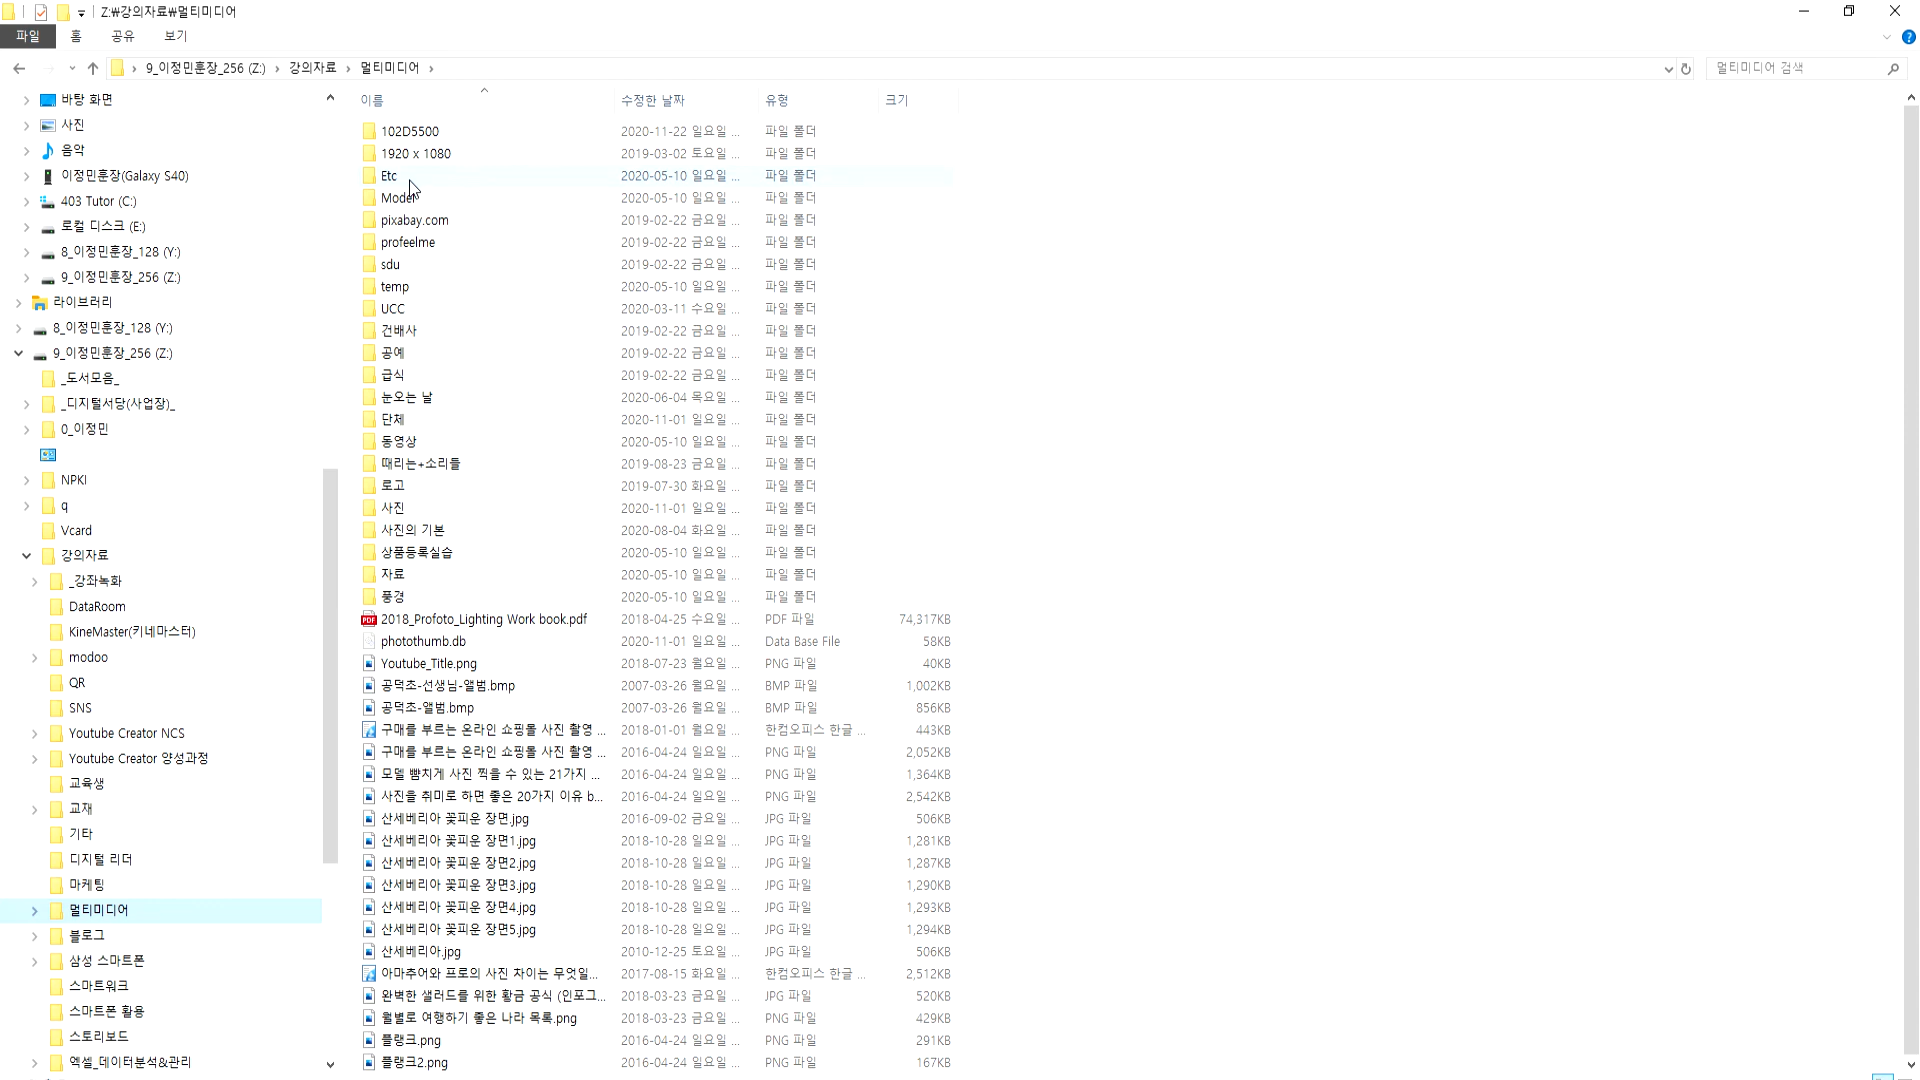 Z:₩강의자료₩멀티미디어
파일 홈 공유 보기
9_이정민훈장_256 (Z:) › 강의자료 › 멀티미디어 ›
멀티미디어 검색
바탕 화면
사진
음악
이정민훈장(Galaxy S40)
403 Tutor (C:)
로컬 디스크 (E:)
8_이정민훈장_128 (Y:)
9_이정민훈장_256 (Z:)
라이브러리
8_이정민훈장_128 (Y:)
9_이정민훈장_256 (Z:)
_도서모음_
_디지털서당(사업장)_
0_이정민
NPKI
q
Vcard
강의자료
_강좌녹화
DataRoom
KineMaster(키네마스터)
modoo
QR
SNS
Youtube Creator NCS
Youtube Creator 양성과정
교육생
교재
기타
디지털 리더
마케팅
멀티미디어
블로그
삼성 스마트폰
스마트워크
스마트폰 활용
스토리보드
엑셀_데이터분석&관리
이름 수정한 날짜 유형 크기
102D5500 2020-11-22 일요일 ... 파일 폴더
1920 x 1080 2019-03-02 토요일 ... 파일 폴더
Etc 2020-05-10 일요일 ... 파일 폴더
Model 2020-05-10 일요일 ... 파일 폴더
pixabay.com 2019-02-22 금요일 ... 파일 폴더
profeelme 2019-02-22 금요일 ... 파일 폴더
sdu 2019-02-22 금요일 ... 파일 폴더
temp 2020-05-10 일요일 ... 파일 폴더
UCC 2020-03-11 수요일 ... 파일 폴더
건배사 2019-02-22 금요일 ... 파일 폴더
공예 2019-02-22 금요일 ... 파일 폴더
급식 2019-02-22 금요일 ... 파일 폴더
눈오는 날 2020-06-04 목요일 ... 파일 폴더
단체 2020-11-01 일요일 ... 파일 폴더
동영상 2020-05-10 일요일 ... 파일 폴더
때리는+소리들 2019-08-23 금요일 ... 파일 폴더
로고 2019-07-30 화요일 ... 파일 폴더
사진 2020-11-01 일요일 ... 파일 폴더
사진의 기본 2020-08-04 화요일 ... 파일 폴더
상품등록실습 2020-05-10 일요일 ... 파일 폴더
자료 2020-05-10 일요일 ... 파일 폴더
풍경 2020-05-10 일요일 ... 파일 폴더
2018_Profoto_Lighting Work book.pdf 2018-04-25 수요일 ... PDF 파일 74,317KB
photothumb.db 2020-11-01 일요일 ... Data Base File 58KB
Youtube_Title.png 2018-07-23 월요일 ... PNG 파일 40KB
공덕초-선생님-앨범.bmp 2007-03-26 월요일 ... BMP 파일 1,002KB
공덕초-앨범.bmp 2007-03-26 월요일 ... BMP 파일 856KB
구매를 부르는 온라인 쇼핑몰 사진 촬영 ... 2018-01-01 월요일 ... 한컴오피스 한글 ... 443KB
구매를 부르는 온라인 쇼핑몰 사진 촬영 ... 2016-04-24 일요일 ... PNG 파일 2,052KB
모델 뺨치게 사진 찍을 수 있는 21가지 ... 2016-04-24 일요일 ... PNG 파일 1,364KB
사진을 취미로 하면 좋은 20가지 이유 b... 2016-04-24 일요일 ... PNG 파일 2,542KB
산세베리아 꽃피운 장면.jpg 2016-09-02 금요일 ... JPG 파일 506KB
산세베리아 꽃피운 장면1.jpg 2018-10-28 일요일 ... JPG 파일 1,281KB
산세베리아 꽃피운 장면2.jpg 2018-10-28 일요일 ... JPG 파일 1,287KB
산세베리아 꽃피운 장면3.jpg 2018-10-28 일요일 ... JPG 파일 1,290KB
산세베리아 꽃피운 장면4.jpg 2018-10-28 일요일 ... JPG 파일 1,293KB
산세베리아 꽃피운 장면5.jpg 2018-10-28 일요일 ... JPG 파일 1,294KB
산세베리아.jpg 2010-12-25 토요일 ... JPG 파일 506KB
아마추어와 프로의 사진 차이는 무엇일... 2017-08-15 화요일 ... 한컴오피스 한글 ... 2,512KB
완벽한 샐러드를 위한 황금 공식 (인포그... 2018-03-23 금요일 ... JPG 파일 520KB
월별로 여행하기 좋은 나라 목록.png 2018-03-23 금요일 ... PNG 파일 429KB
플랭크.png 2016-04-24 일요일 ... PNG 파일 291KB
플랭크2.png 2016-04-24 일요일 ... PNG 파일 167KB